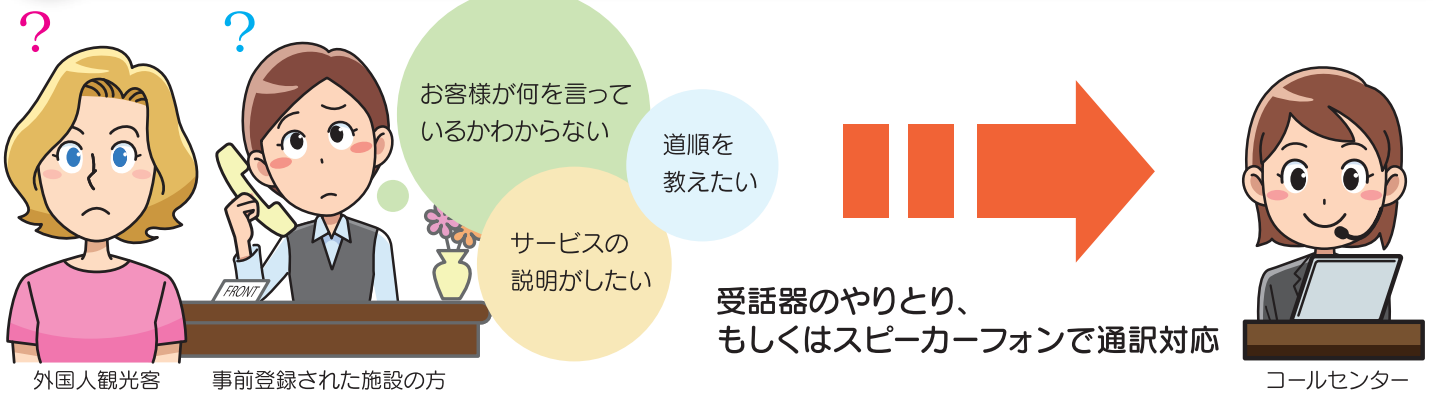 ?
?
お客様が何を言って
いるかわからない
道順を
教えたい
サービスの
説明がしたい
FRONT
受話器のやりとり、
もしくはスピーカーフォンで通訳対応
外国人観光客
事前登録された施設の方
コールセンター